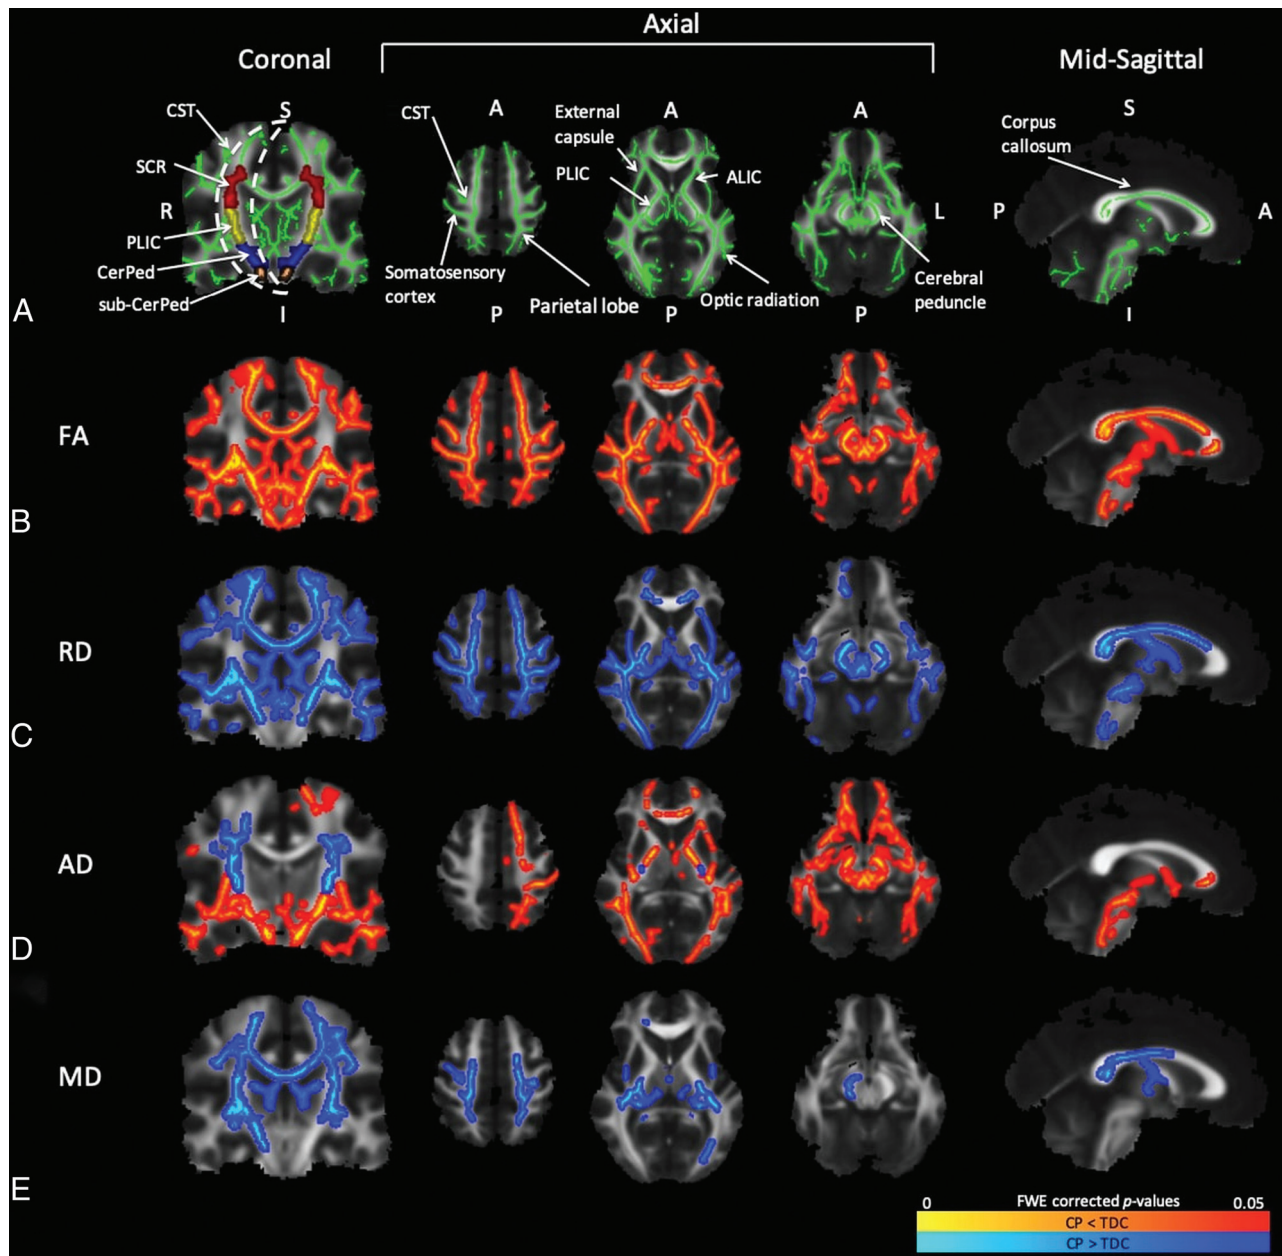 Axial
Coronal
Mid-Sagittal
CST
S
CST
A
External
capsule
A
A
Corpus
callosum
S
SCR
PLIC
ALIC
R
L
P
A
PLIC
CerPed
sub-CerPed
Somatosensory
cortex
Parietal lobe
Optic radiation
Cerebral
peduncle
A
I
P
P
P
I
FA
B
RD
C
AD
D
MD
E
0
FWE corrected p-values
0.05
CP < TDC
CP > TDC